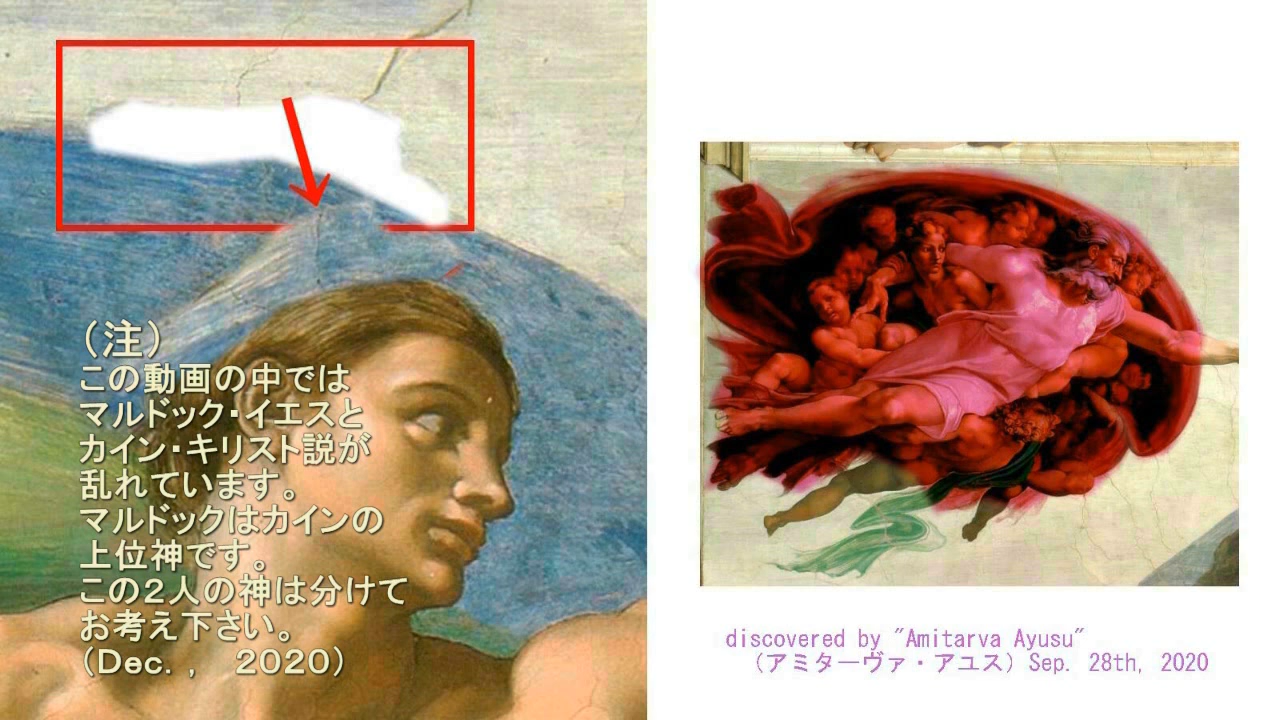 （注）
この動画の中では
マルドック・イエスと
カイン・キリスト説が
乱れています。
マルドックはカインの
上位神です。
この２人の神は分けて
お考え下さい。
（Dec．， ２０２０）
discovered by "Amitarva Ayusu"
（アミターヴァ・アユス）Sep. 28th, 2020